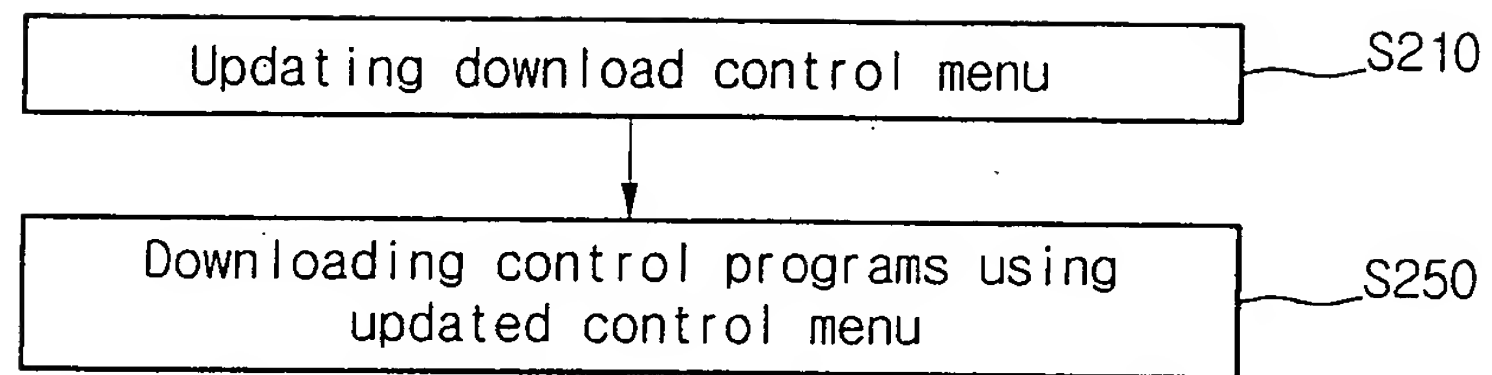 Updating download control menu
S210
Downloading control programs using
updated control menu
S250